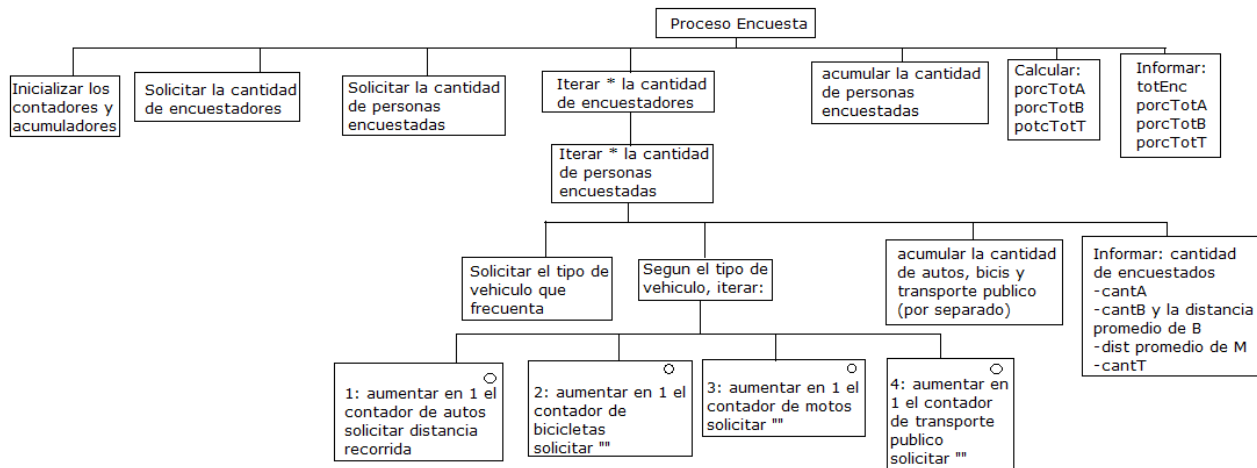 Proceso Encuesta
Inicializar los
contadores y
acumuladores
Solicitar la cantidad
de encuestadores
Solicitar la cantidad
de personas
encuestadas
Iterar * la cantidad
de encuestadores
acumular la cantidad
de personas
encuestadas
Calcular:
porcTotA
porcTotB
potcTotT
Informar:
totEnc
porcTotA
porcTotB
porcTotT
Iterar * la cantidad
de personas
encuestadas
Solicitar el tipo de
vehiculo que
frecuenta
Segun el tipo de
vehiculo, iterar:
acumular la cantidad
de autos, bicis y
transporte publico
(por separado)
Informar: cantidad
de encuestados
-cantA
-cantB y la distancia
promedio de B
-dist promedio de M
-cantT
1: aumentar en 1 el
contador de autos
solicitar distancia
recorrida
2: aumentar en 1 el
contador de
bicicletas
solicitar ""
3: aumentar en 1 el
contador de motos
solicitar ""
4: aumentar en
1 el contador
de transporte
publico
solicitar ""